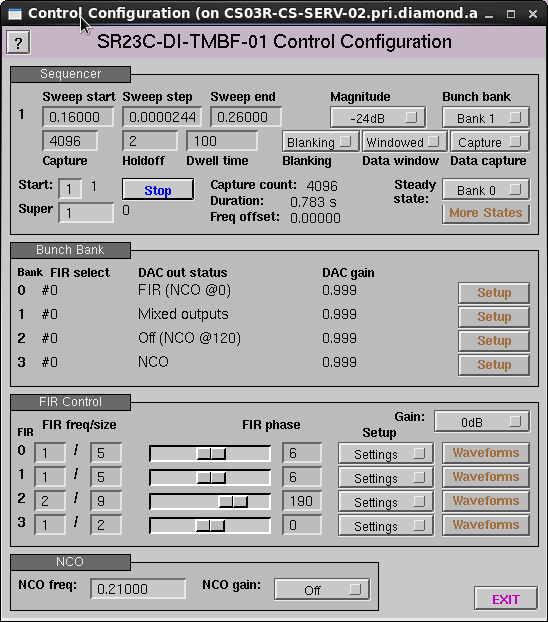 Control Configuration (on CS03R-CS-SERV-02.pri.diamond.a
? SR23C-DI-TMBF-01 Control Configuration
Sequencer
Sweep start Sweep step Sweep end Magnitude Bunch bank
1 0.16000 0.0000244 0.26000 -24dB Bank 1
4096 2 100 Blanking Windowed Capture
Capture Holdoff Dwell time Blanking Data window Data capture
Start: 1 1 Stop Capture count: 4096 Steady state: Bank 0
Duration: 0.783 s
Super 1 0 Freq offset: 0.00000 More States
Bunch Bank
Bank FIR select DAC out status DAC gain
0 #0 FIR (NCO @0) 0.999 Setup
1 #0 Mixed outputs 0.999 Setup
2 #0 Off (NCO @120) 0.999 Setup
3 #0 NCO 0.999 Setup
FIR Control
Gain: 0dB
FIR FIR freq/size FIR phase Setup
0 1 / 5 6 Settings Waveforms
1 1 / 5 6 Settings Waveforms
2 2 / 9 190 Settings Waveforms
3 1 / 2 0 Settings Waveforms
NCO
NCO freq: 0.21000 NCO gain: Off
EXIT